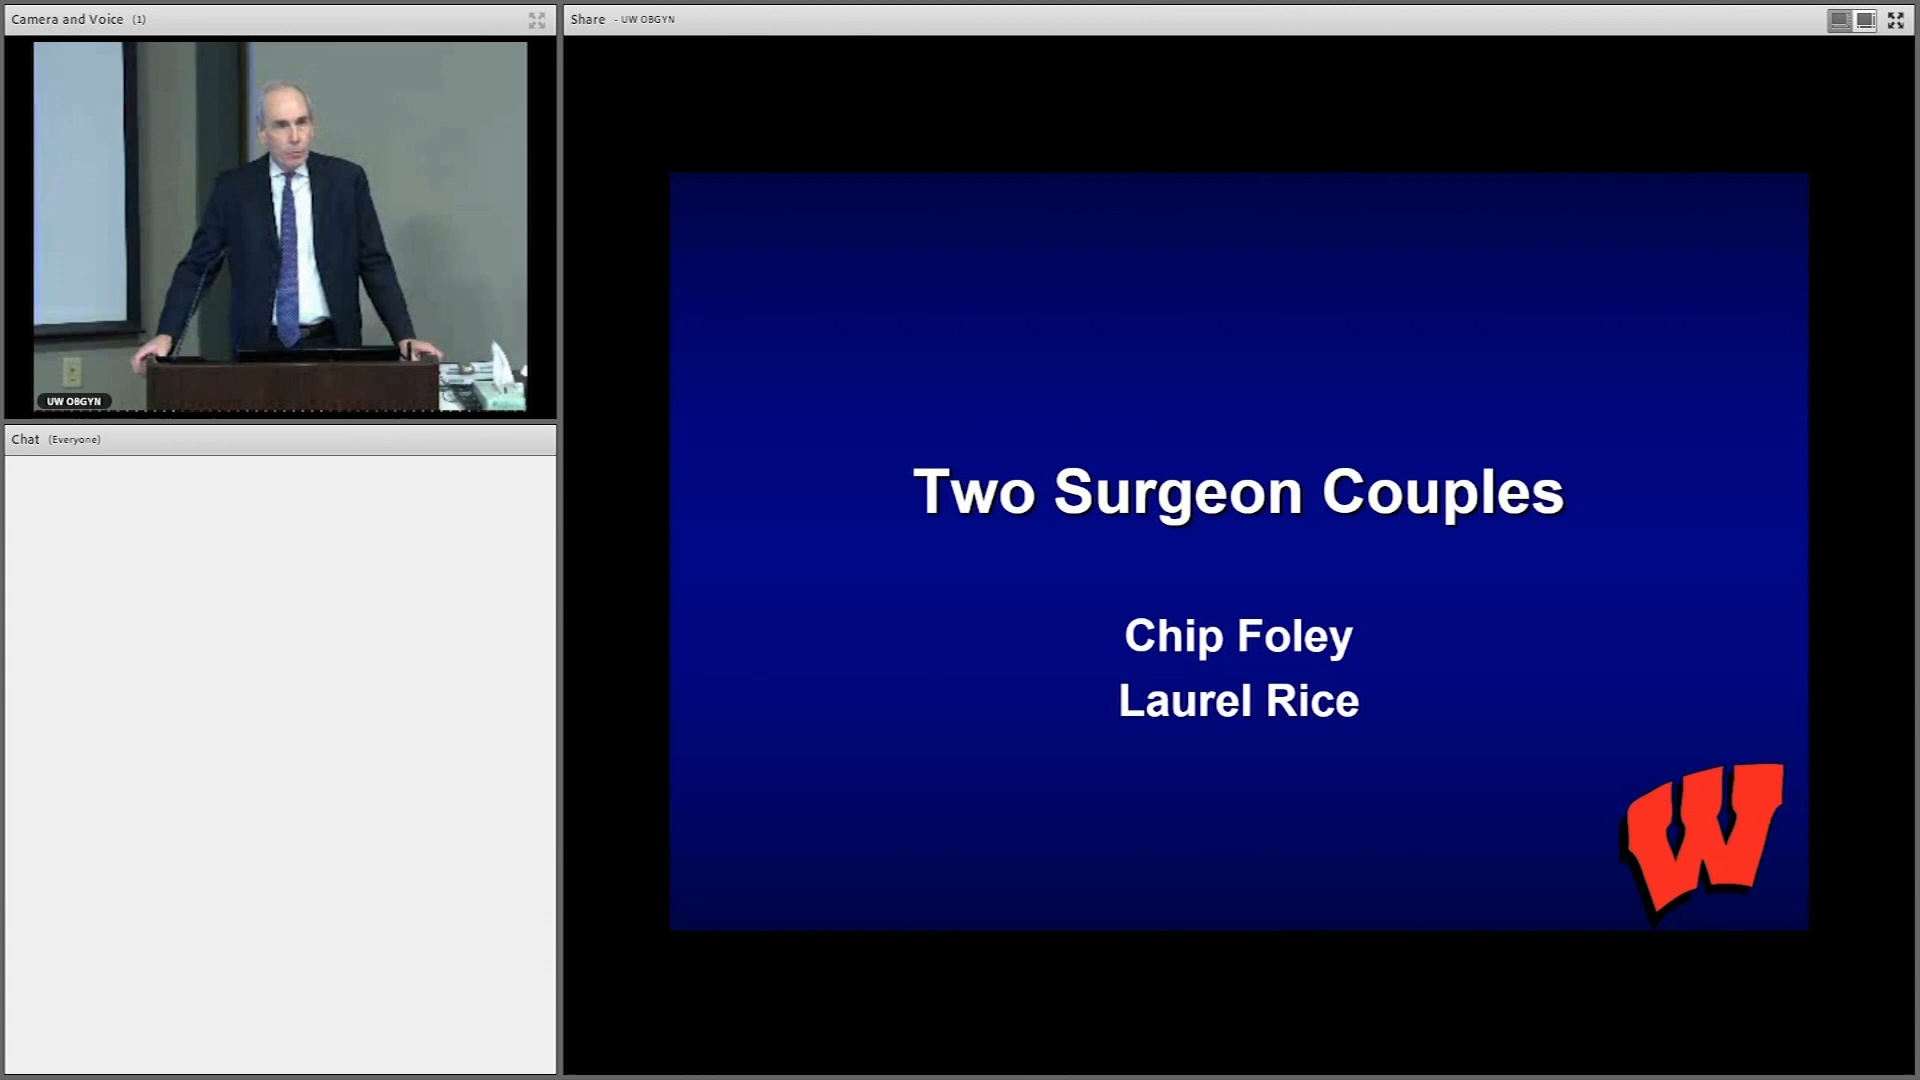 Camera and Voice (1)
UW OBGYN
Chat (Everyone)
Share - UW OBGYN
Two Surgeon Couples
Chip Foley
Laurel Rice
W